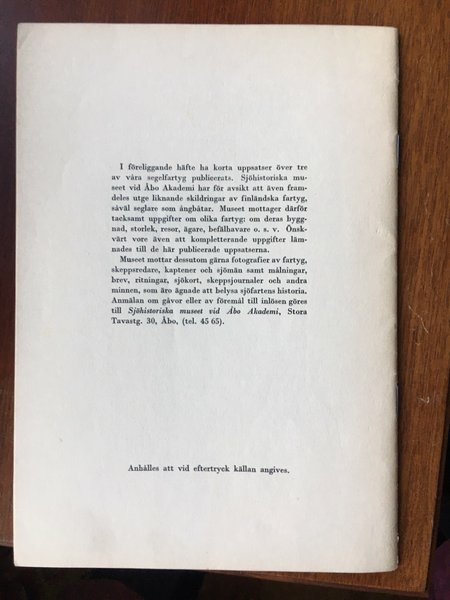 I föreliggande häfte ha korta uppsatser över tre
av våra segelfartyg publicerats. Sjöhistoriska mu-
seet vid Åbo Akademi har för avsikt att även fram-
deles utge liknande skildringar av finländska fartyg,
såväl seglare som ångbåtar. Museet mottager därför
tacksamt uppgifter om olika fartyg: om deras bygg-
nad, storlek, resor, ägare, befälhavare o. s. v. Önsk-
värt vore även att kompletterande uppgifter läm-
nades till de här publicerade uppsatserna.
Museet mottar dessutom gärna fotografier av fartyg,
skeppsredare, kaptener och sjömän samt målningar,
brev, ritningar, sjökort, skeppsjournaler och andra
minnen, som äro ägnade att belysa sjöfartens historia.
Anmälan om gåvor eller av föremål till inlösen göres
till Sjöhistoriska museet vid Åbo Akademi, Stora
Tavastg. 30, Åbo, (tel. 45 65).
Anhålles att vid eftertryck källan angives.